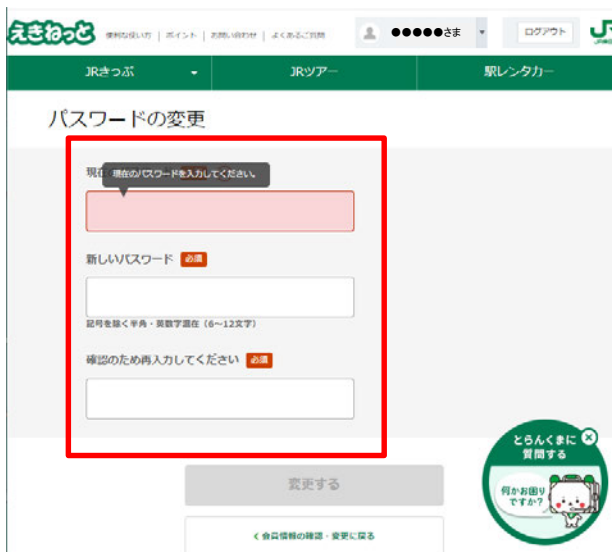 えきねっと 便利な使い方 | ポイント | お問い合わせ | よくあるご質問 ●●●●●さま ログアウト JR
JRきっぷ JRツアー 駅レンタカー
パスワードの変更
現在のパスワードを入力してください。
新しいパスワード 必須
記号を除く半角・英数字混在（6～12文字）
確認のため再入力してください 必須
とらんくまに
質問する
何かお困り
ですか?
変更する
< 会員情報の確認・変更に戻る